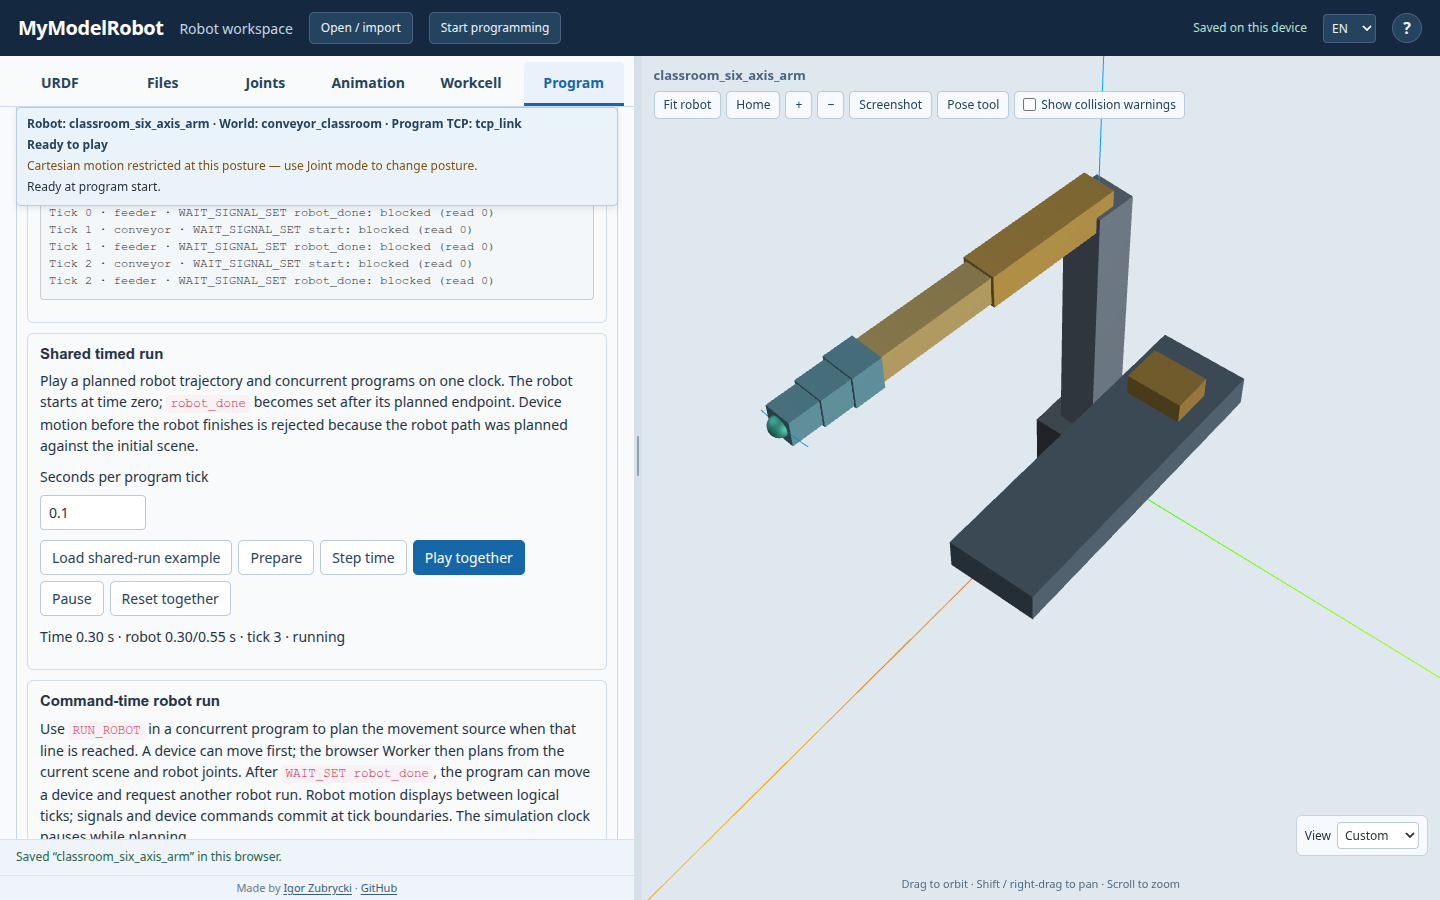 MyModelRobot Robot workspace Open / import Start programming Saved on this device EN ?
URDF Files Joints Animation Workcell Program
Robot: classroom_six_axis_arm · World: conveyor_classroom · Program TCP: tcp_link
Ready to play
Cartesian motion restricted at this posture — use Joint mode to change posture.
Ready at program start.
Tick 0 · feeder · WAIT_SIGNAL_SET robot_done: blocked (read 0)
Tick 1 · conveyor · WAIT_SIGNAL_SET start: blocked (read 0)
Tick 1 · feeder · WAIT_SIGNAL_SET robot_done: blocked (read 0)
Tick 2 · conveyor · WAIT_SIGNAL_SET start: blocked (read 0)
Tick 2 · feeder · WAIT_SIGNAL_SET robot_done: blocked (read 0)
Shared timed run
Play a planned robot trajectory and concurrent programs on one clock. The robot
starts at time zero; robot_done becomes set after its planned endpoint. Device
motion before the robot finishes is rejected because the robot path was planned
against the initial scene.
Seconds per program tick
0.1
Load shared-run example Prepare Step time Play together
Pause Reset together
Time 0.30 s · robot 0.30/0.55 s · tick 3 · running
Command-time robot run
Use RUN_ROBOT in a concurrent program to plan the movement source when that
line is reached. A device can move first; the browser Worker then plans from the
current scene and robot joints. After WAIT_SET robot_done, the program can move
a device and request another robot run. Robot motion displays between logical
ticks; signals and device commands commit at tick boundaries. The simulation clock
pauses while planning.
Saved “classroom_six_axis_arm” in this browser.
Made by Igor Zubrycki · GitHub
classroom_six_axis_arm
Fit robot Home + − Screenshot Pose tool Show collision warnings
View Custom
Drag to orbit · Shift / right-drag to pan · Scroll to zoom